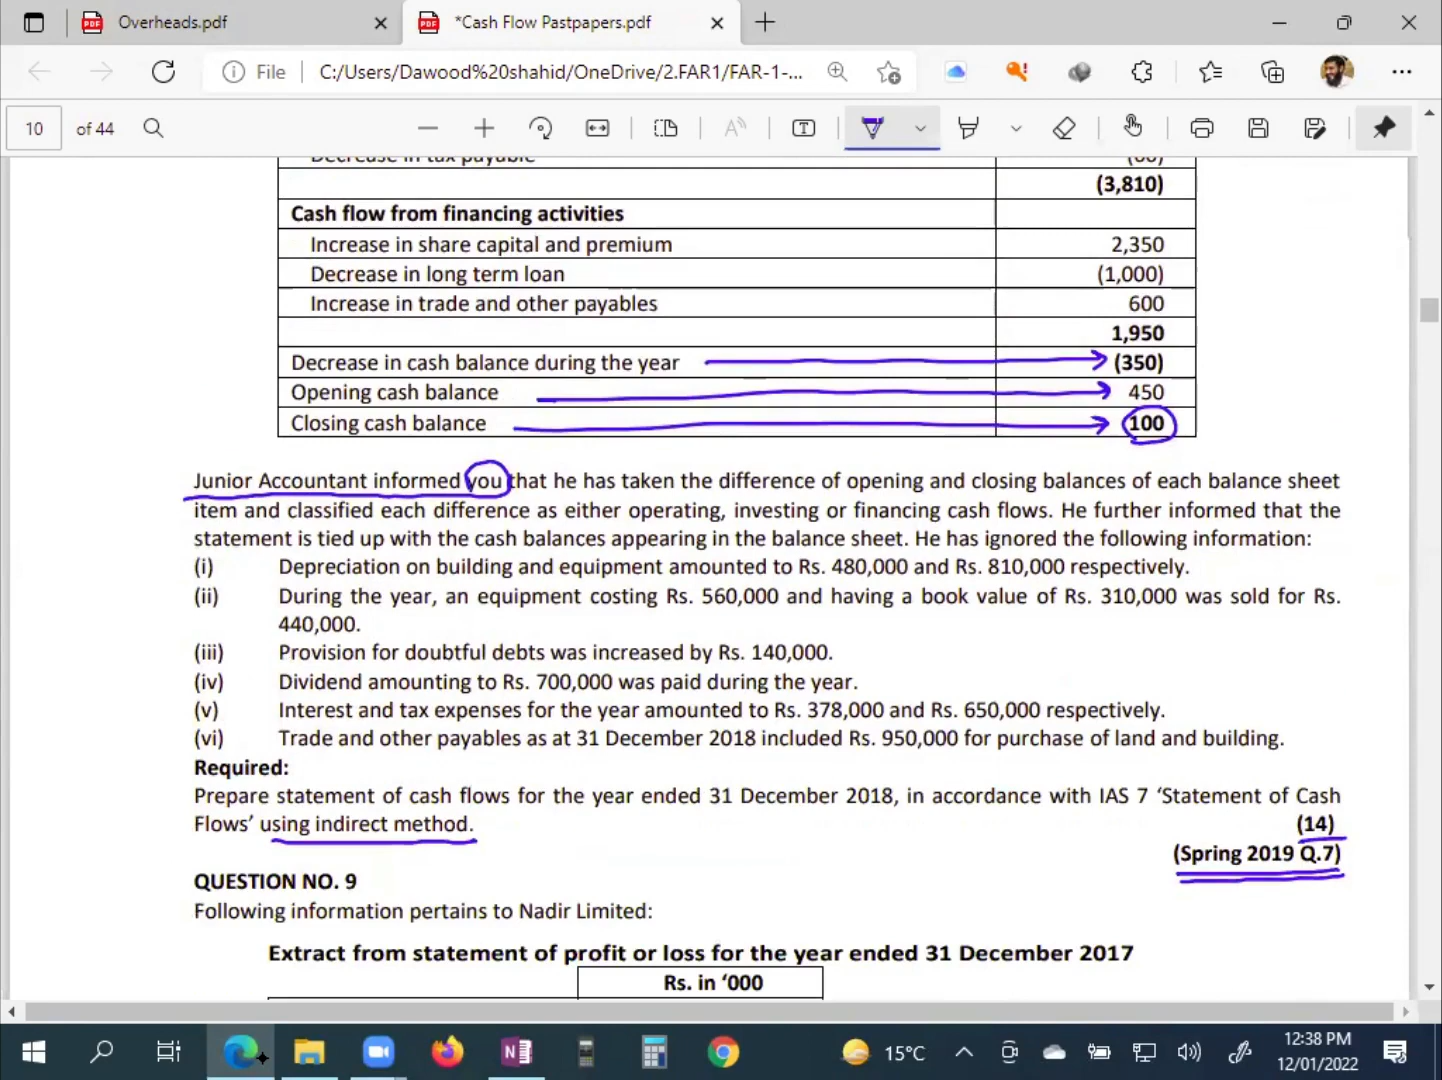 Overheads.pdf
*Cash Flow Pastpapers.pdf
File
C:/Users/Dawood%20shahid/OneDrive/2.FAR1/FAR-1-...
10 of 44
Decrease in tax payable
(3,810)
Cash flow from financing activities
Increase in share capital and premium 2,350
Decrease in long term loan (1,000)
Increase in trade and other payables 600
1,950
Decrease in cash balance during the year (350)
Opening cash balance 450
Closing cash balance 100
Junior Accountant informed you that he has taken the difference of opening and closing balances of each balance sheet
item and classified each difference as either operating, investing or financing cash flows. He further informed that the
statement is tied up with the cash balances appearing in the balance sheet. He has ignored the following information:
(i) Depreciation on building and equipment amounted to Rs. 480,000 and Rs. 810,000 respectively.
(ii) During the year, an equipment costing Rs. 560,000 and having a book value of Rs. 310,000 was sold for Rs.
440,000.
(iii) Provision for doubtful debts was increased by Rs. 140,000.
(iv) Dividend amounting to Rs. 700,000 was paid during the year.
(v) Interest and tax expenses for the year amounted to Rs. 378,000 and Rs. 650,000 respectively.
(vi) Trade and other payables as at 31 December 2018 included Rs. 950,000 for purchase of land and building.
Required:
Prepare statement of cash flows for the year ended 31 December 2018, in accordance with IAS 7 ‘Statement of Cash
Flows’ using indirect method. (14)
(Spring 2019 Q.7)
QUESTION NO. 9
Following information pertains to Nadir Limited:
Extract from statement of profit or loss for the year ended 31 December 2017
Rs. in ‘000
15°C
12:38 PM
12/01/2022